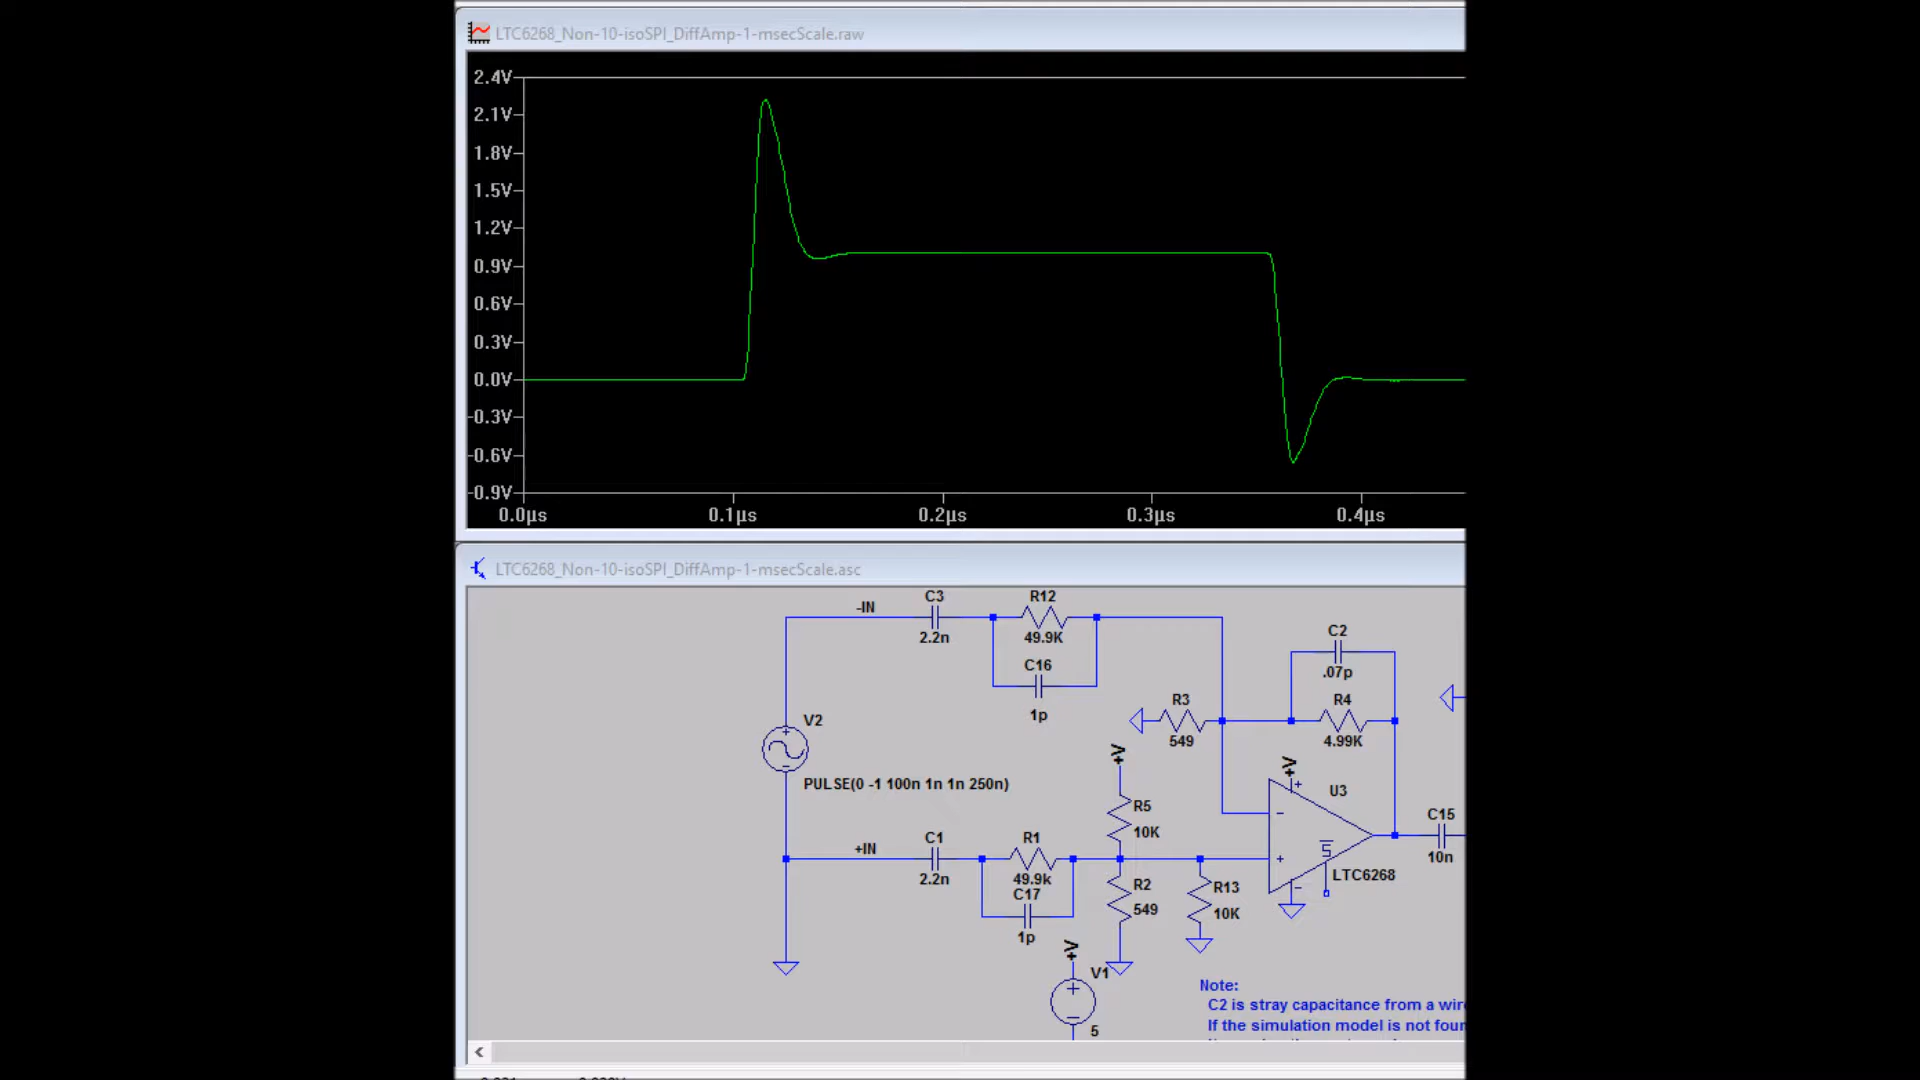 LTC6268_Non-10-isoSPI_DiffAmp-1-msecScale.raw
2.4V
2.1V
1.8V
1.5V
1.2V
0.9V
0.6V
0.3V
0.0V
-0.3V
-0.6V
-0.9V
0.0µs 0.1µs 0.2µs 0.3µs 0.4µs
LTC6268_Non-10-isoSPI_DiffAmp-1-msecScale.asc
-IN
C3
2.2n
R12
49.9K
C16
1p
C2
.07p
R3
549
R4
4.99K
V2
PULSE(0 -1 100n 1n 1n 250n)
+V
R5
10K
+V
U3
C15
10n
LTC6268
+IN
C1
2.2n
R1
49.9k
C17
1p
R2
549
R13
10K
+V
V1
5
Note:
C2 is stray capacitance from a
If the simulation model is not